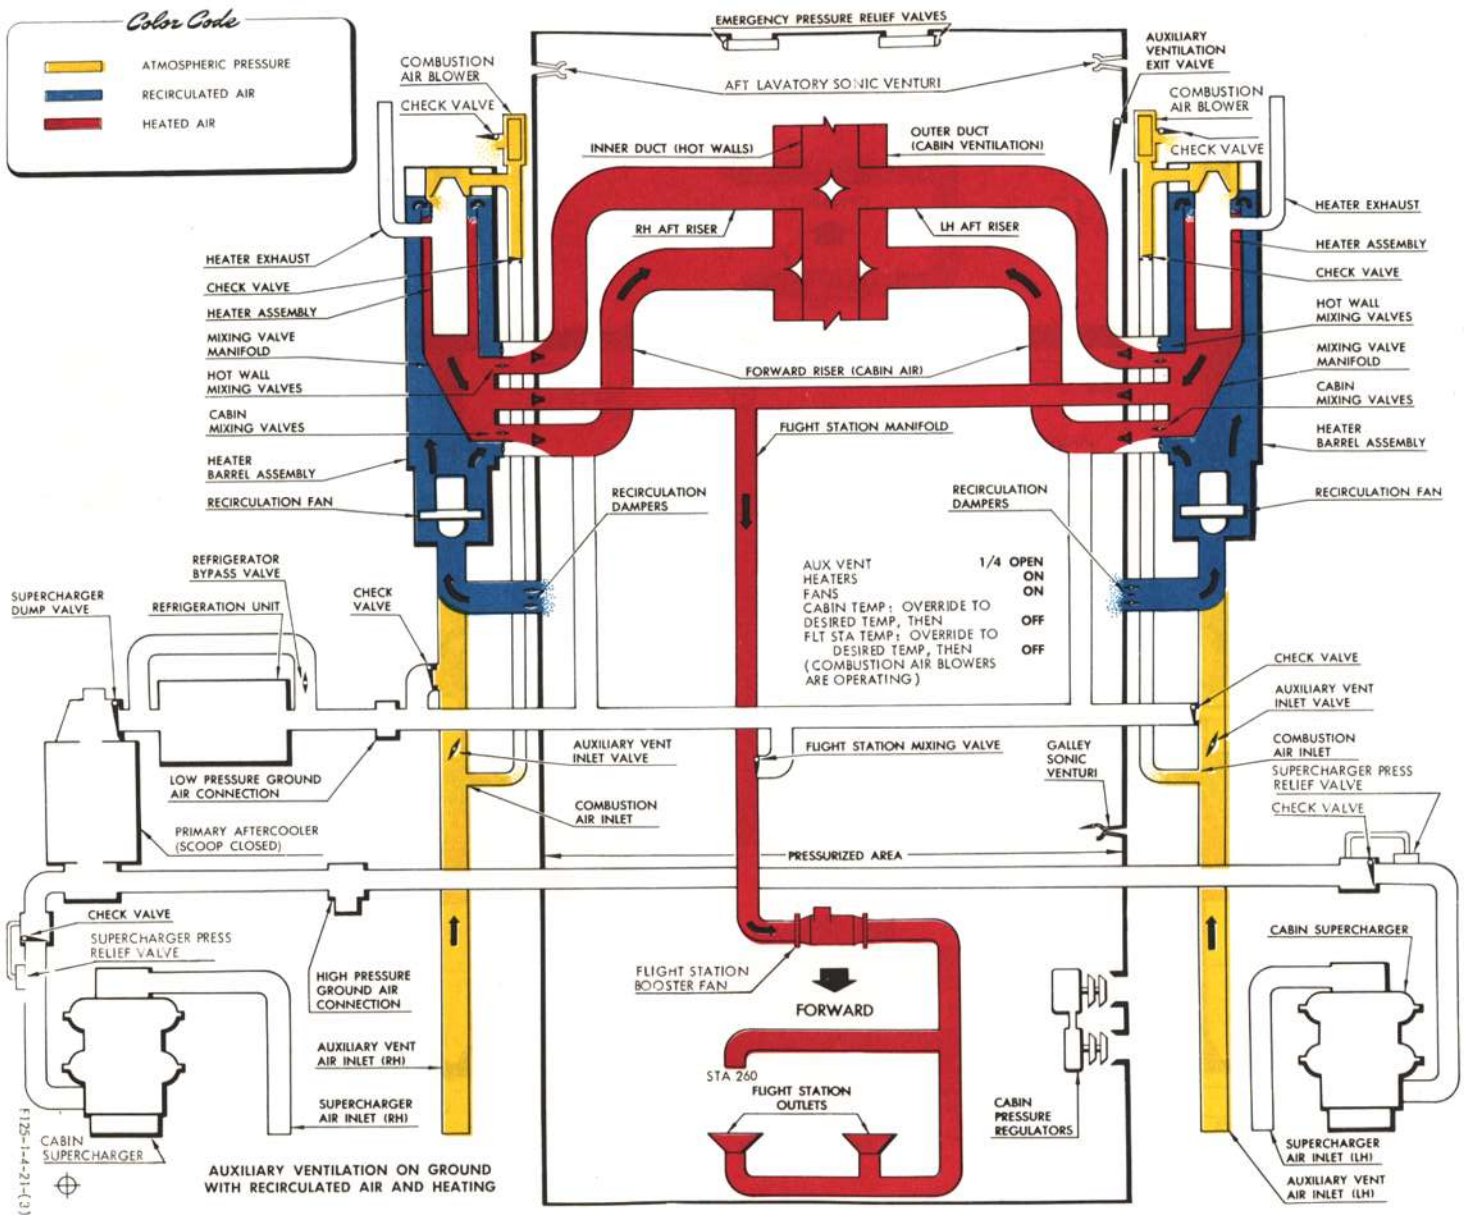 Color Code
ATMOSPHERIC PRESSURE
RECIRCULATED AIR
HEATED AIR
EMERGENCY PRESSURE RELIEF VALVES
AFT LAVATORY SONIC VENTURI
COMBUSTION
AIR BLOWER
CHECK VALVE
AUXILIARY
VENTILATION
EXIT VALVE
COMBUSTION
AIR BLOWER
CHECK VALVE
INNER DUCT (HOT WALLS)
OUTER DUCT
(CABIN VENTILATION)
RH AFT RISER
LH AFT RISER
HEATER EXHAUST
CHECK VALVE
HEATER ASSEMBLY
MIXING VALVE
MANIFOLD
HOT WALL
MIXING VALVES
CABIN
MIXING VALVES
HEATER
BARREL ASSEMBLY
RECIRCULATION FAN
HEATER EXHAUST
HEATER ASSEMBLY
CHECK VALVE
HOT WALL
MIXING VALVES
MIXING VALVE
MANIFOLD
CABIN
MIXING VALVES
HEATER
BARREL ASSEMBLY
RECIRCULATION FAN
FORWARD RISER (CABIN AIR)
FLIGHT STATION MANIFOLD
RECIRCULATION
DAMPERS
RECIRCULATION
DAMPERS
AUX VENT 1/4 OPEN
HEATERS ON
FANS ON
CABIN TEMP: OVERRIDE TO
DESIRED TEMP, THEN OFF
FLT STA TEMP: OVERRIDE TO
DESIRED TEMP, THEN OFF
(COMBUSTION AIR BLOWERS
ARE OPERATING)
SUPERCHARGER
DUMP VALVE
REFRIGERATOR
BYPASS VALVE
REFRIGERATION UNIT
CHECK
VALVE
LOW PRESSURE GROUND
AIR CONNECTION
PRIMARY AFTERCOOLER
(SCOOP CLOSED)
AUXILIARY VENT
INLET VALVE
COMBUSTION
AIR INLET
FLIGHT STATION MIXING VALVE
GALLEY
SONIC
VENTURI
CHECK VALVE
AUXILIARY VENT
INLET VALVE
COMBUSTION
AIR INLET
SUPERCHARGER PRESS
RELIEF VALVE
CHECK VALVE
PRESSURIZED AREA
CHECK VALVE
SUPERCHARGER PRESS
RELIEF VALVE
HIGH PRESSURE
GROUND AIR
CONNECTION
AUXILIARY VENT
AIR INLET (RH)
SUPERCHARGER
AIR INLET (RH)
CABIN
SUPERCHARGER
FLIGHT STATION
BOOSTER FAN
FORWARD
STA 260
FLIGHT STATION
OUTLETS
CABIN
PRESSURE
REGULATORS
CABIN SUPERCHARGER
SUPERCHARGER
AIR INLET (LH)
AUXILIARY VENT
AIR INLET (LH)
AUXILIARY VENTILATION ON GROUND
WITH RECIRCULATED AIR AND HEATING
F125-1-4-21-(3)